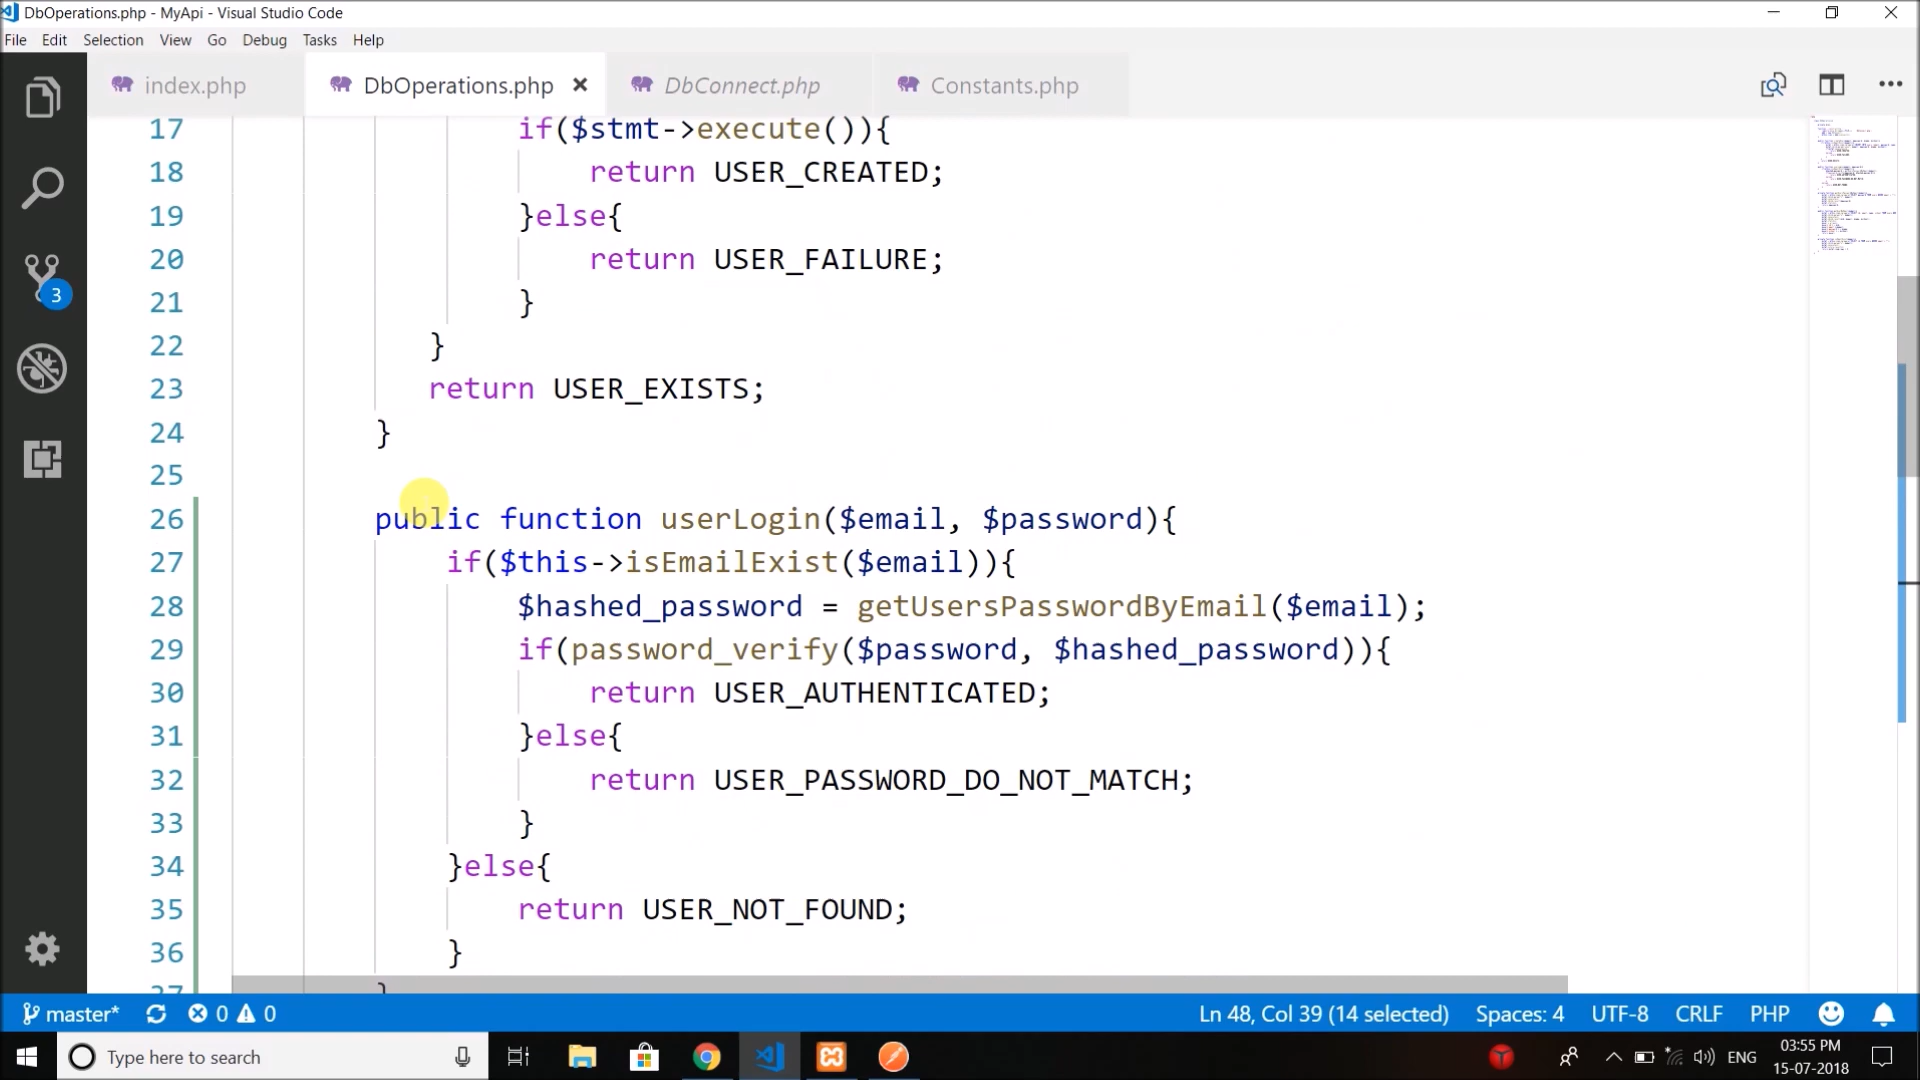 DbOperations.php - MyApi - Visual Studio Code
File Edit Selection View Go Debug Tasks Help
index.php DbOperations.php DbConnect.php Constants.php
17 if($stmt->execute()){
18 return USER_CREATED;
19 }else{
20 return USER_FAILURE;
21 }
22 }
23 return USER_EXISTS;
24 }
25
26 public function userLogin($email, $password){
27 if($this->isEmailExist($email)){
28 $hashed_password = getUsersPasswordByEmail($email);
29 if(password_verify($password, $hashed_password)){
30 return USER_AUTHENTICATED;
31 }else{
32 return USER_PASSWORD_DO_NOT_MATCH;
33 }
34 }else{
35 return USER_NOT_FOUND;
36 }
37 }
3
master* 0 0 Ln 48, Col 39 (14 selected) Spaces: 4 UTF-8 CRLF PHP
Type here to search ENG 03:55 PM
15-07-2018